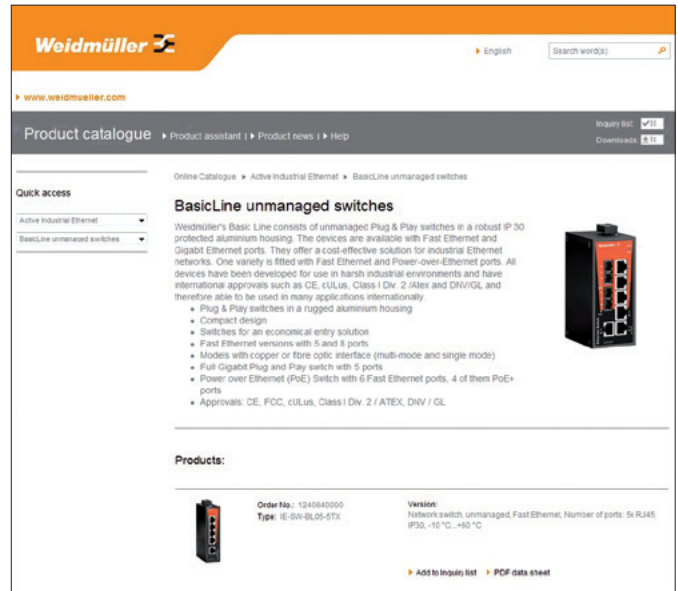 Weidmüller
English
Search word(s)
www.weidmueller.com
Product catalogue
Product assistant | Product news | Help
Inquiry list
Downloads
Online Catalogue Active Industrial Ethernet BasicLine unmanaged switches
Quick access
Active Industrial Ethernet
BasicLine unmanaged switches
BasicLine unmanaged switches
Weidmüller's Basic Line consists of unmanaged Plug & Play switches in a robust IP 30
protected aluminium housing. The devices are available with Fast Ethernet and
Gigabit Ethernet ports. They offer a cost-effective solution for industrial Ethernet
networks. One variety is fitted with Fast Ethernet and Power-over-Ethernet ports. All
devices have been developed for use in harsh industrial environments and have
international approvals such as CE, cULus, Class I Div. 2 /Atex and DNV/GL and
therefore able to be used in many applications internationally
Plug & Play switches in a rugged aluminium housing
Compact design
Switches for an economical entry solution
Fast Ethernet versions with 5 and 8 ports
Models with copper or fibre optic interface (multi-mode and single mode)
Full Gigabit Plug and Play switch with 5 ports
Power over Ethernet (PoE) Switch with 6 Fast Ethernet ports, 4 of them PoE+
ports
Approvals: CE, FCC, cULus, Class I Div. 2 / ATEX, DNV / GL
Products:
Order No.: 1240840000
Type: IE-SW-BL05-5TX
Version:
Network switch, unmanaged, Fast Ethernet, Number of ports: 5x RJ45,
IP30, -10 °C...+60 °C
Add to Inquiry list PDF data sheet